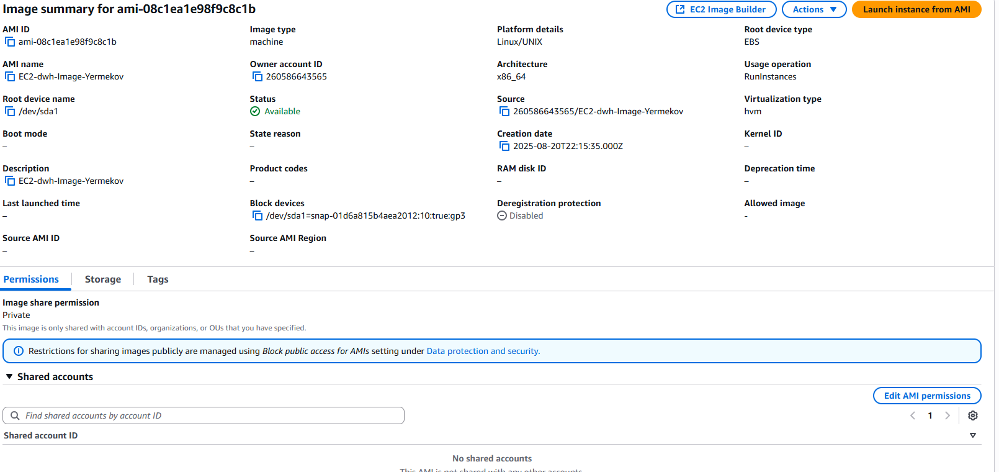 Image summary for ami-08c1ea1e98f9c8c1b
EC2 Image Builder
Actions
Launch instance from AMI
AMI ID
Image type
Platform details
Root device type
ami-08c1ea1e98f9c8c1b
machine
Linux/UNIX
EBS
AMI name
Owner account ID
Architecture
Usage operation
EC2-dwh-Image-Yermekov
260586643565
x86_64
RunInstances
Root device name
Status
Source
Virtualization type
/dev/sda1
Available
260586643565/EC2-dwh-Image-Yermekov
hvm
Boot mode
State reason
Creation date
Kernel ID
–
–
2025-08-20T22:15:35.000Z
–
Description
Product codes
RAM disk ID
Deprecation time
EC2-dwh-Image-Yermekov
–
–
–
Last launched time
Block devices
Deregistration protection
Allowed image
–
/dev/sda1=snap-01d6a815b4aea2012:10:true:gp3
Disabled
-
Source AMI ID
Source AMI Region
–
–
Permissions
Storage
Tags
Image share permission
Private
This image is only shared with account IDs, organizations, or OUs that you have specified.
Restrictions for sharing images publicly are managed using Block public access for AMIs setting under Data protection and security.
Shared accounts
Edit AMI permissions
Find shared accounts by account ID
1
Shared account ID
No shared accounts
This AMI is not shared with any other accounts